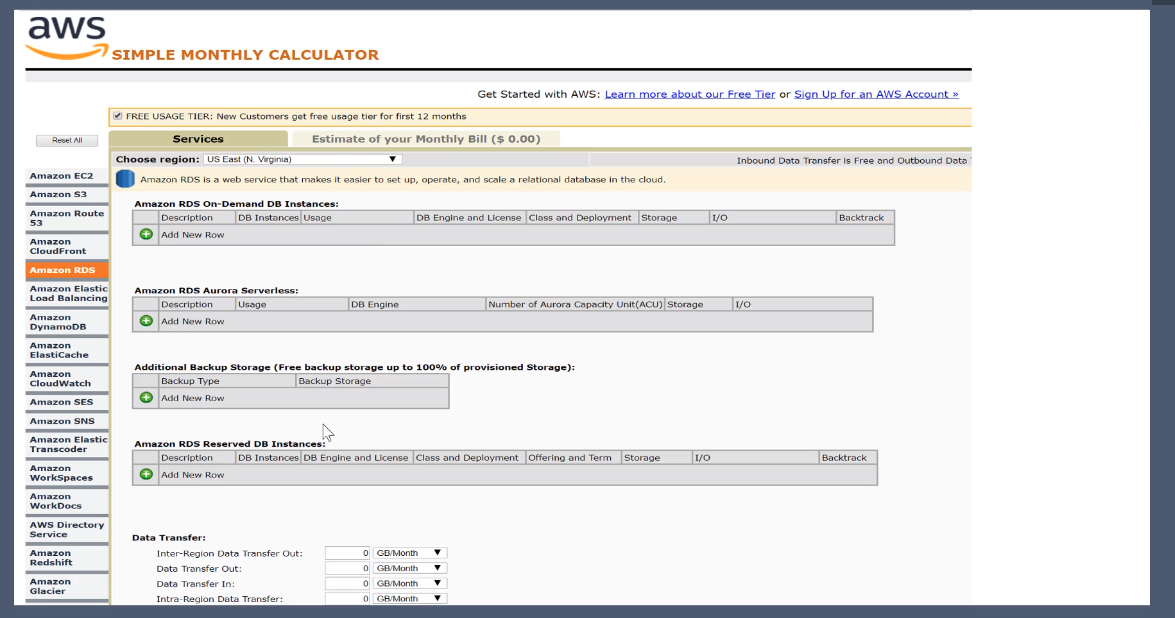 aws
SIMPLE MONTHLY CALCULATOR
Get Started with AWS: Learn more about our Free Tier or Sign Up for an AWS Account »
FREE USAGE TIER: New Customers get free usage tier for first 12 months
Reset All
Services
Estimate of your Monthly Bill ($ 0.00)
Choose region: US East (N. Virginia)
Inbound Data Transfer is Free and Outbound Data
Amazon RDS is a web service that makes it easier to set up, operate, and scale a relational database in the cloud.
Amazon EC2
Amazon S3
Amazon Route
53
Amazon
CloudFront
Amazon RDS
Amazon Elastic
Load Balancing
Amazon
DynamoDB
Amazon
ElastiCache
Amazon
CloudWatch
Amazon SES
Amazon SNS
Amazon Elastic
Transcoder
Amazon
WorkSpaces
Amazon
WorkDocs
AWS Directory
Service
Amazon
Redshift
Amazon
Glacier
Amazon RDS On-Demand DB Instances:
Description DB Instances Usage DB Engine and License Class and Deployment Storage I/O Backtrack
Add New Row
Amazon RDS Aurora Serverless:
Description Usage DB Engine Number of Aurora Capacity Unit(ACU) Storage I/O
Add New Row
Additional Backup Storage (Free backup storage up to 100% of provisioned Storage):
Backup Type Backup Storage
Add New Row
Amazon RDS Reserved DB Instances:
Description DB Instances DB Engine and License Class and Deployment Offering and Term Storage I/O Backtrack
Add New Row
Data Transfer:
Inter-Region Data Transfer Out: 0 GB/Month
Data Transfer Out: 0 GB/Month
Data Transfer In: 0 GB/Month
Intra-Region Data Transfer: 0 GB/Month